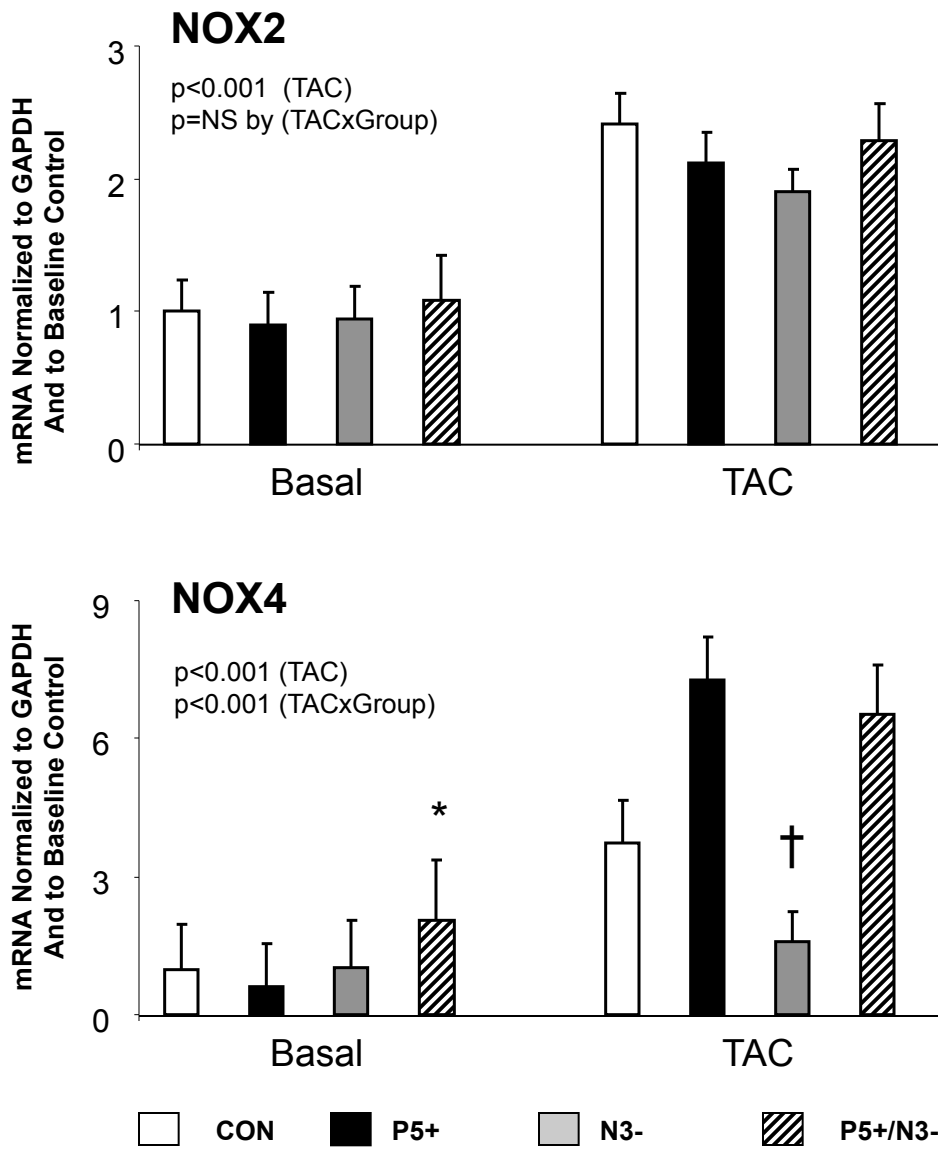 NOX2
p<0.001 (TAC)
p=NS by (TACxGroup)
mRNA Normalized to GAPDH
And to Baseline Control
3
2
1
0
Basal
TAC
NOX4
p<0.001 (TAC)
p<0.001 (TACxGroup)
mRNA Normalized to GAPDH
And to Baseline Control
9
6
3
0
*
†
Basal
TAC
CON
P5+
N3-
P5+/N3-